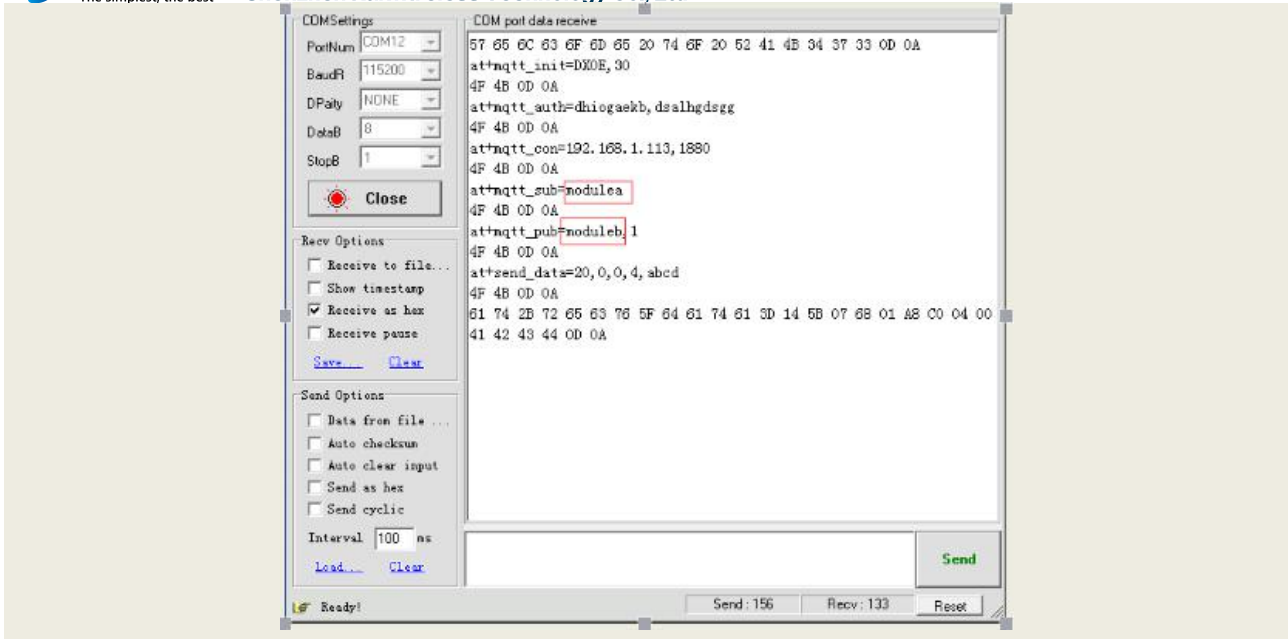 The simplest, the best
COMSettings
PortNum COM12
BaudR 115200
DPaity NONE
DataB 8
StopB 1
Close
Recv Options
Receive to file...
Show timestamp
Receive as hex
Receive pause
Save... Clear
Send Options
Data from file ...
Auto checksum
Auto clear input
Send as hex
Send cyclic
Interval 100 ms
Load... Clear
COM port data receive
57 65 6C 63 6F 6D 65 20 74 6F 20 52 41 4B 34 37 33 0D 0A
at+mqtt_init=DXOE,30
4F 4B 0D 0A
at+mqtt_auth=dhiogaekb,dsalhgdsgg
4F 4B 0D 0A
at+mqtt_con=192.168.1.113,1880
4F 4B 0D 0A
at+mqtt_sub=modulea
4F 4B 0D 0A
at+mqtt_pub=moduleb,1
4F 4B 0D 0A
at+send_data=20,0,0,4,abcd
4F 4B 0D 0A
61 74 2B 72 65 63 76 5F 64 61 74 61 3D 14 5B 07 68 01 A8 C0 04 00
41 42 43 44 0D 0A
Send
Ready!
Send : 156
Recv : 133
Reset